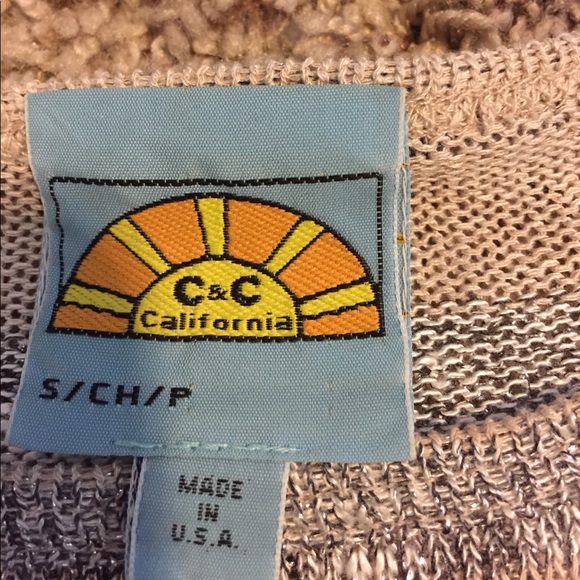 C&C
California
S/CH/P
MADE
IN
U.S.A.